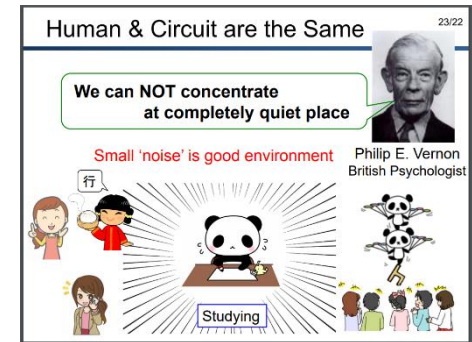 Human & Circuit are the Same
23/22
We can NOT concentrate
at completely quiet place
Small 'noise' is good environment
Philip E. Vernon
British Psychologist
行
Studying